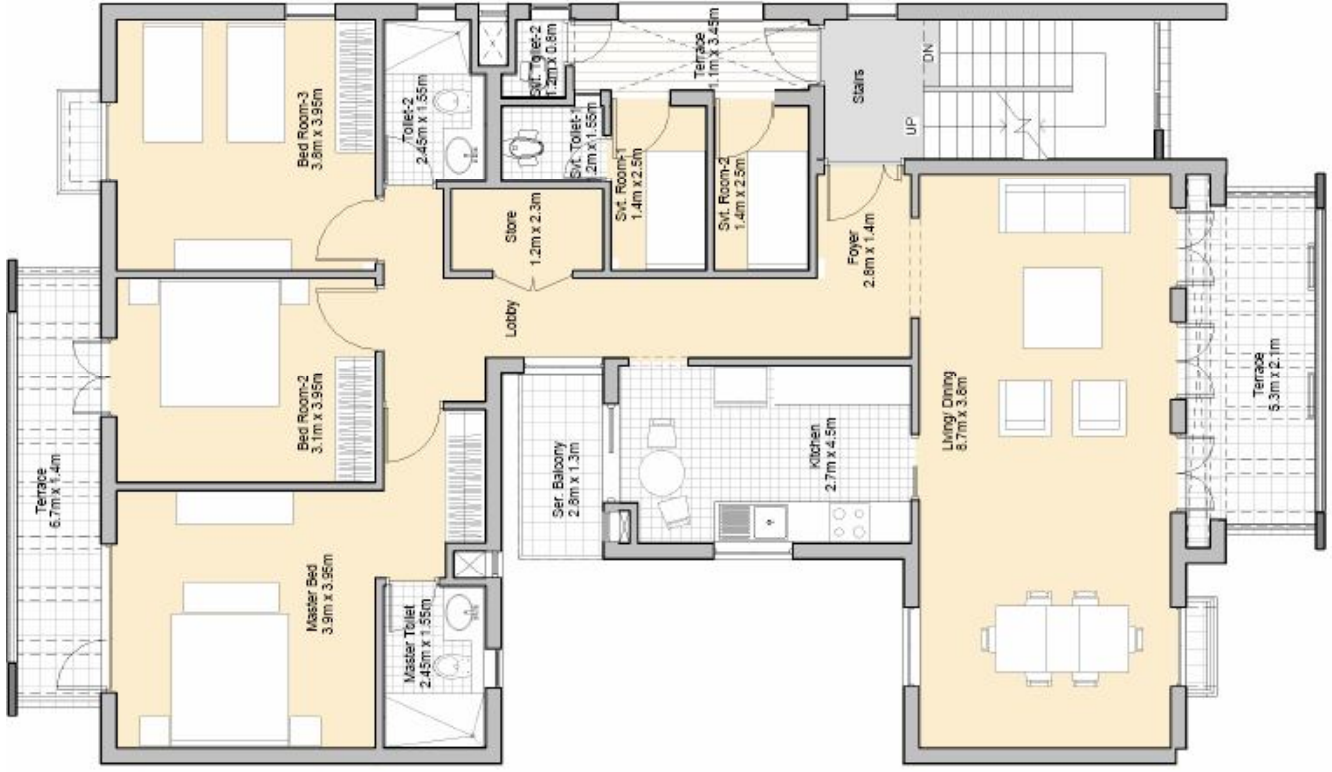 Bed Room-3
3.8m x 3.95m
Toilet-2
2.45m x 1.55m
Svt. Toilet-2
1.2m x 0.8m
Terrace
1.1m x 3.45m
Stairs
DN
UP
Svt. Toilet-1
1.2m x 1.55m
Svt. Room-1
1.4m x 2.5m
Svt. Room-2
1.4m x 2.5m
Store
1.2m x 2.3m
Foyer
2.8m x 1.4m
Lobby
Bed Room-2
3.1m x 3.95m
Terrace
6.7m x 1.4m
Ser. Balcony
2.8m x 1.3m
Kitchen
2.7m x 4.5m
Living/ Dining
8.7m x 3.8m
Terrace
5.3m x 2.1m
Master Bed
3.9m x 3.95m
Master Toilet
2.45m x 1.55m